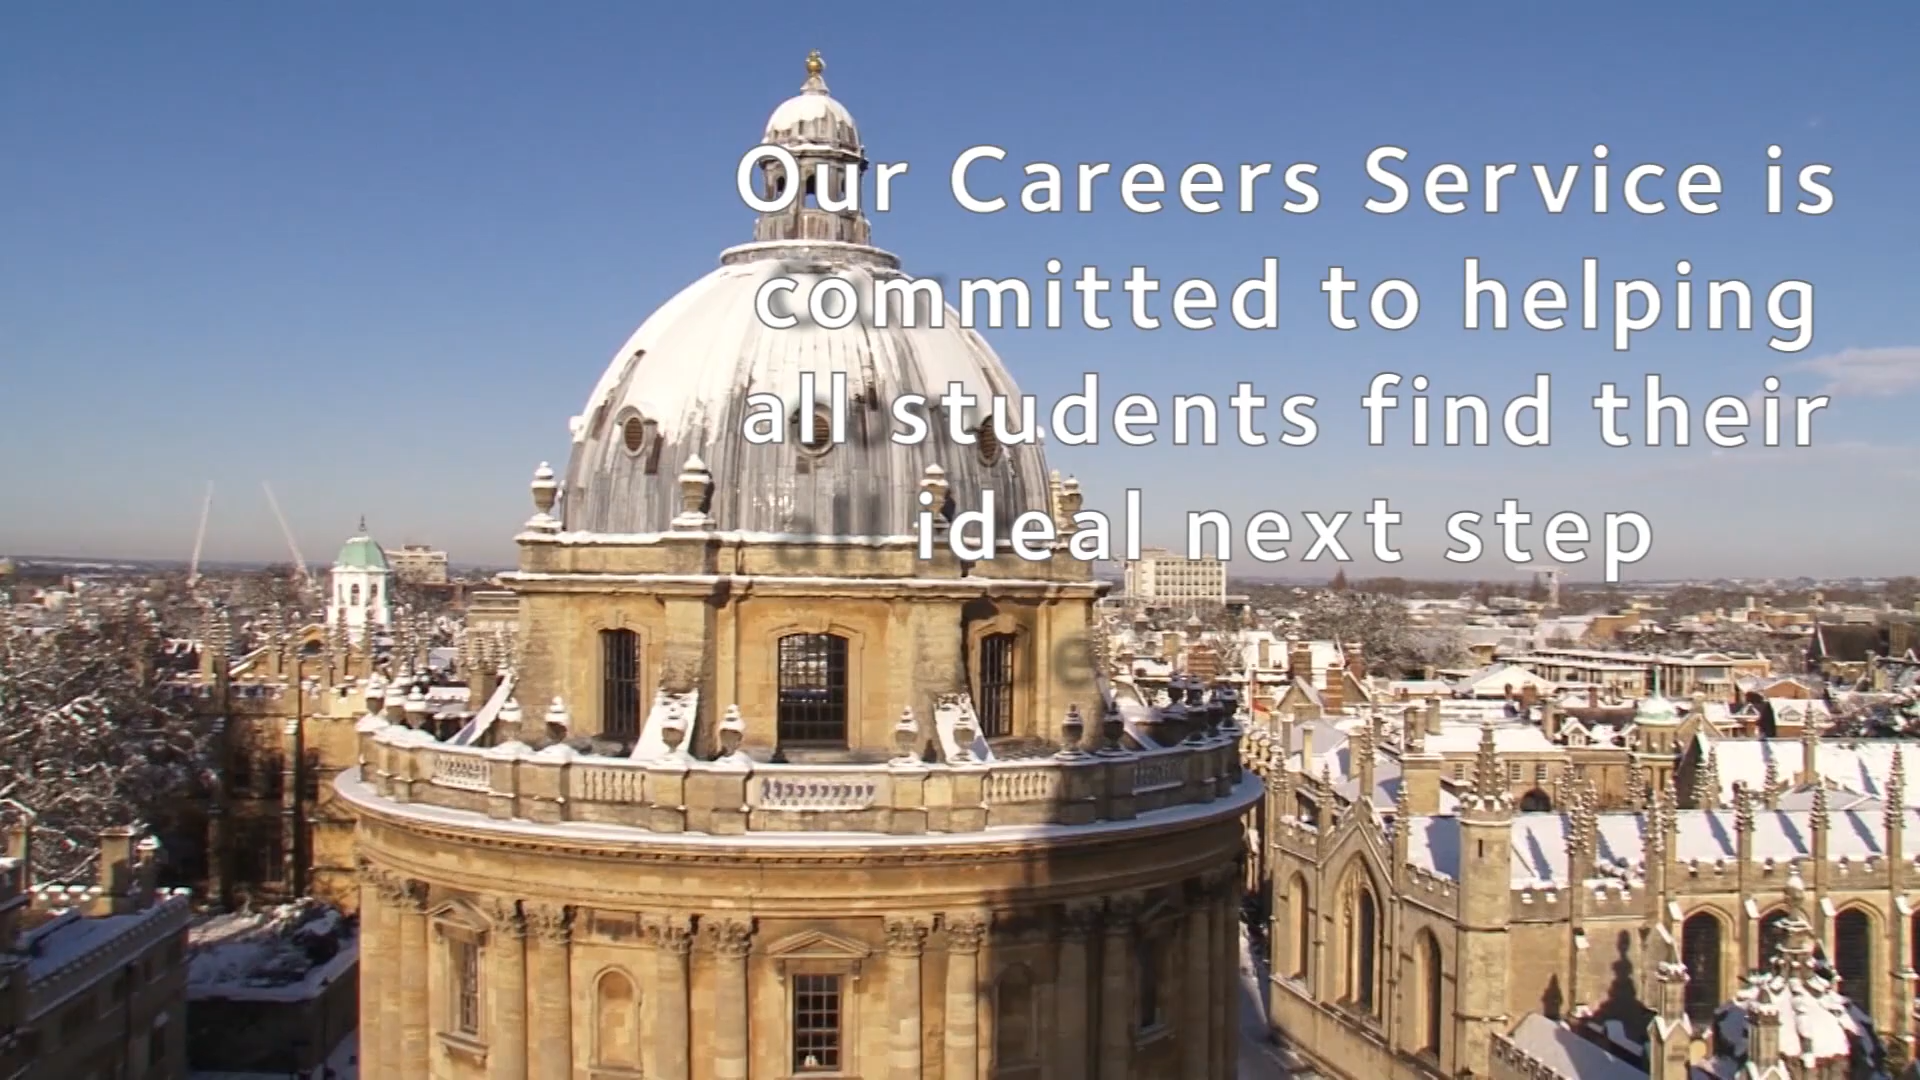 Our Careers Service is
committed to helping
all students find their
ideal next step